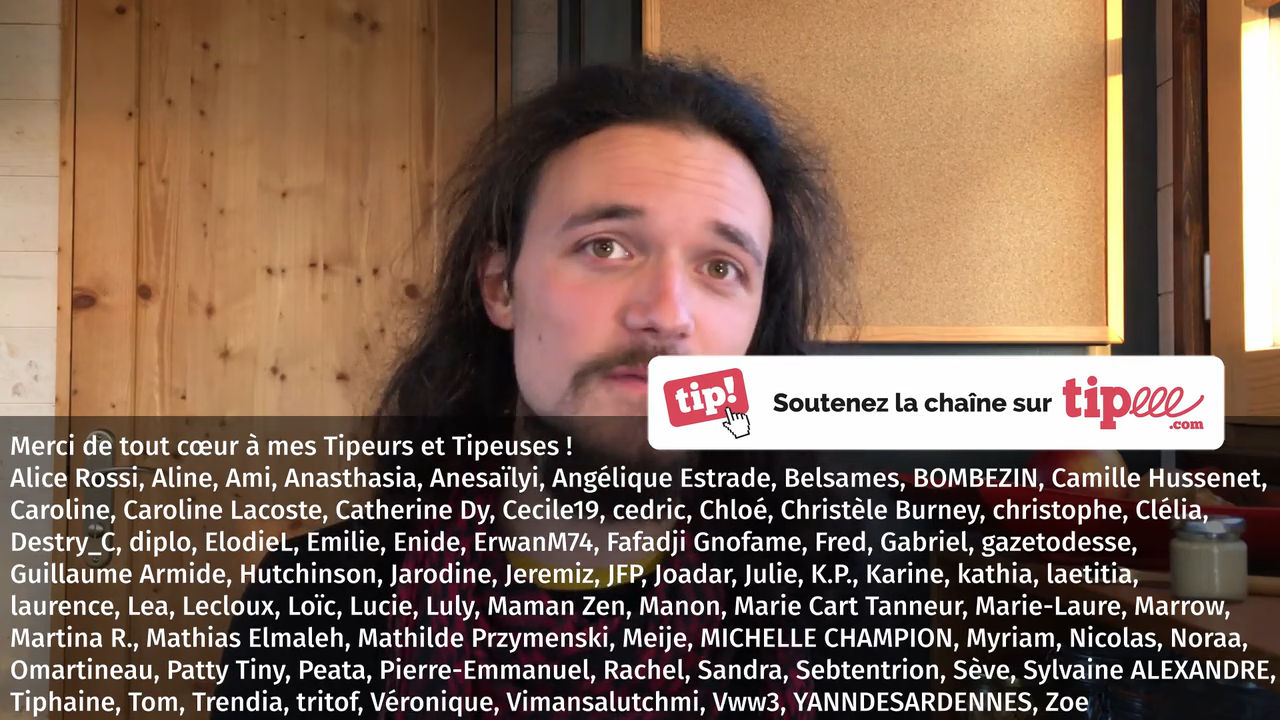 tip!
Soutenez la chaîne sur tipeee
.com
Merci de tout cœur à mes Tipeurs et Tipeuses !
Alice Rossi, Aline, Ami, Anasthasia, Anesaïlyi, Angélique Estrade, Belsames, BOMBEZIN, Camille Hussenet,
Caroline, Caroline Lacoste, Catherine Dy, Cecile19, cedric, Chloé, Christèle Burney, christophe, Clélia,
Destry_C, diplo, ElodieL, Emilie, Enide, ErwanM74, Fafadji Gnofame, Fred, Gabriel, gazetodesse,
Guillaume Armide, Hutchinson, Jarodine, Jeremiz, JFP, Joadar, Julie, K.P., Karine, kathia, laetitia,
laurence, Lea, Lecloux, Loïc, Lucie, Luly, Maman Zen, Manon, Marie Cart Tanneur, Marie-Laure, Marrow,
Martina R., Mathias Elmaleh, Mathilde Przymenski, Meije, MICHELLE CHAMPION, Myriam, Nicolas, Noraa,
Omartineau, Patty Tiny, Peata, Pierre-Emmanuel, Rachel, Sandra, Sebtentrion, Sève, Sylvaine ALEXANDRE,
Tiphaine, Tom, Trendia, tritof, Véronique, Vimansalutchmi, Vww3, YANNDESARDENNES, Zoe